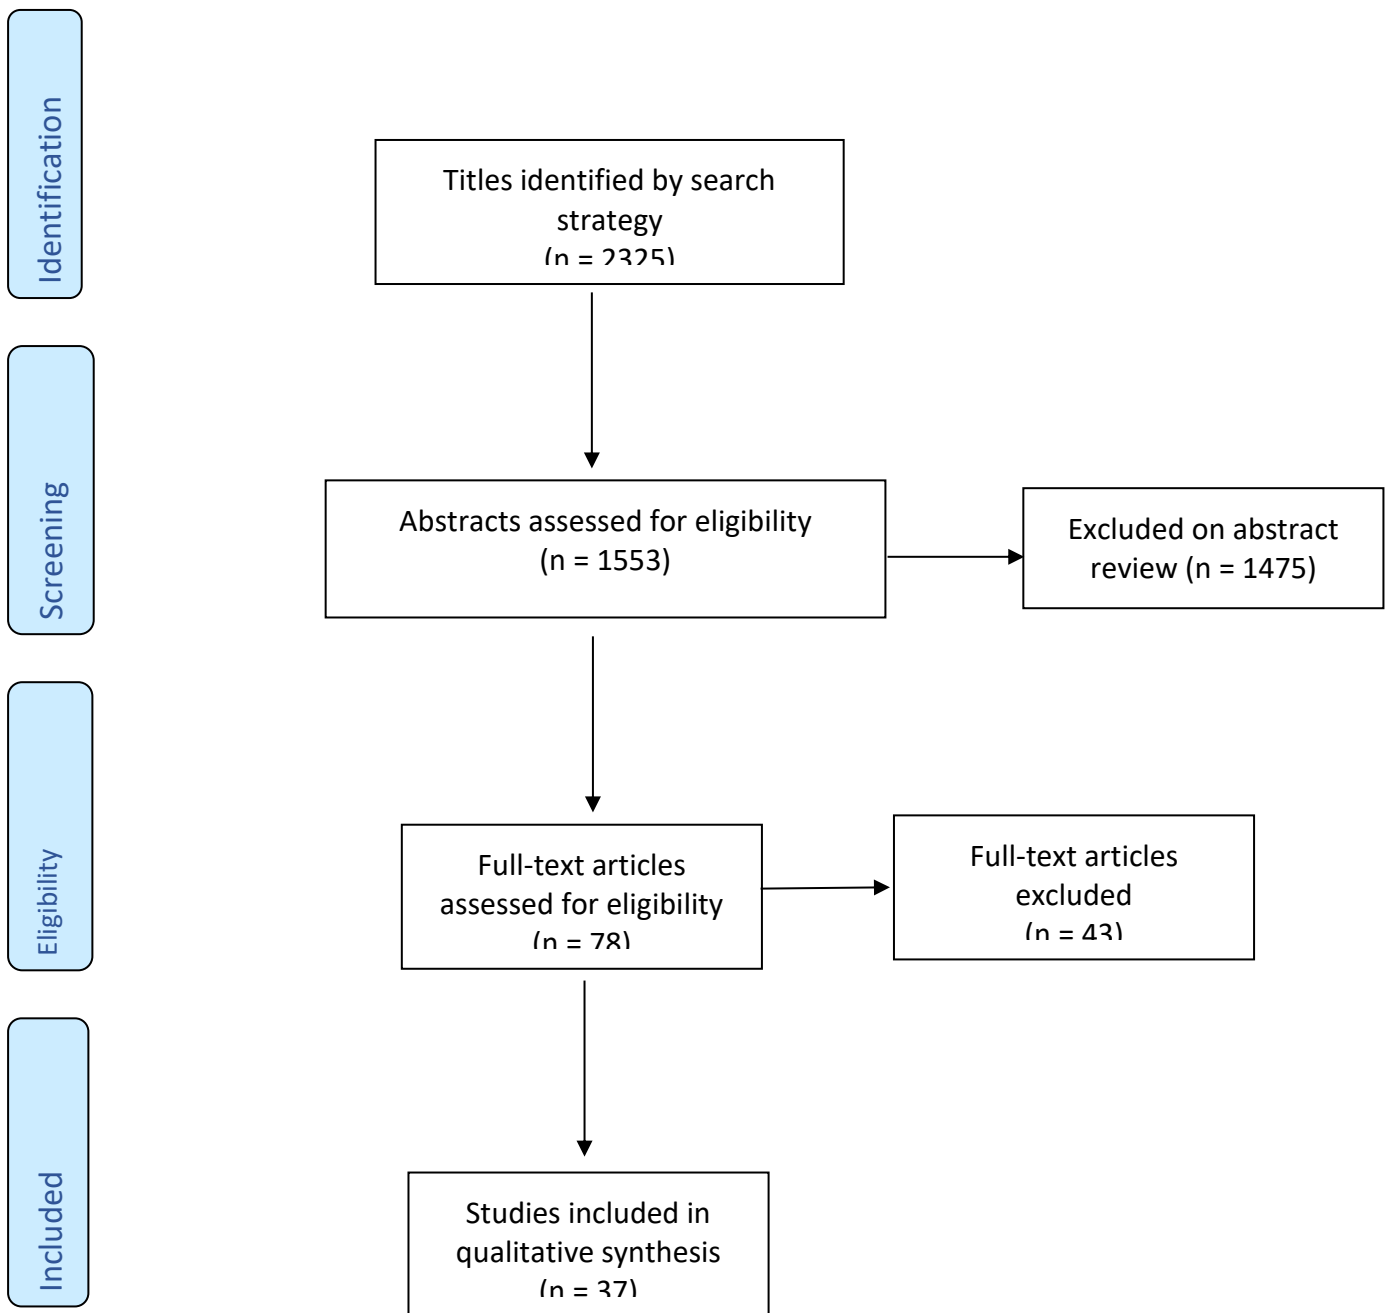 Identification
Titles identified by search
strategy
(n = 2325)
Screening
Abstracts assessed for eligibility
(n = 1553)
Excluded on abstract
review (n = 1475)
Eligibility
Full-text articles
assessed for eligibility
(n = 78)
Full-text articles
excluded
(n = 43)
Included
Studies included in
qualitative synthesis
(n = 37)